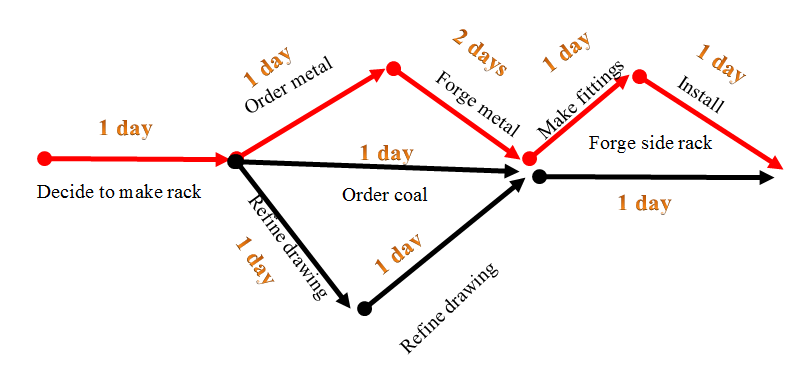 1 day
Decide to make rack
1 day
Order metal
2 days
Forge metal
1 day
Order coal
Refine drawing
1 day
1 day
Refine drawing
1 day
Make fittings
1 day
Install
Forge side rack
1 day